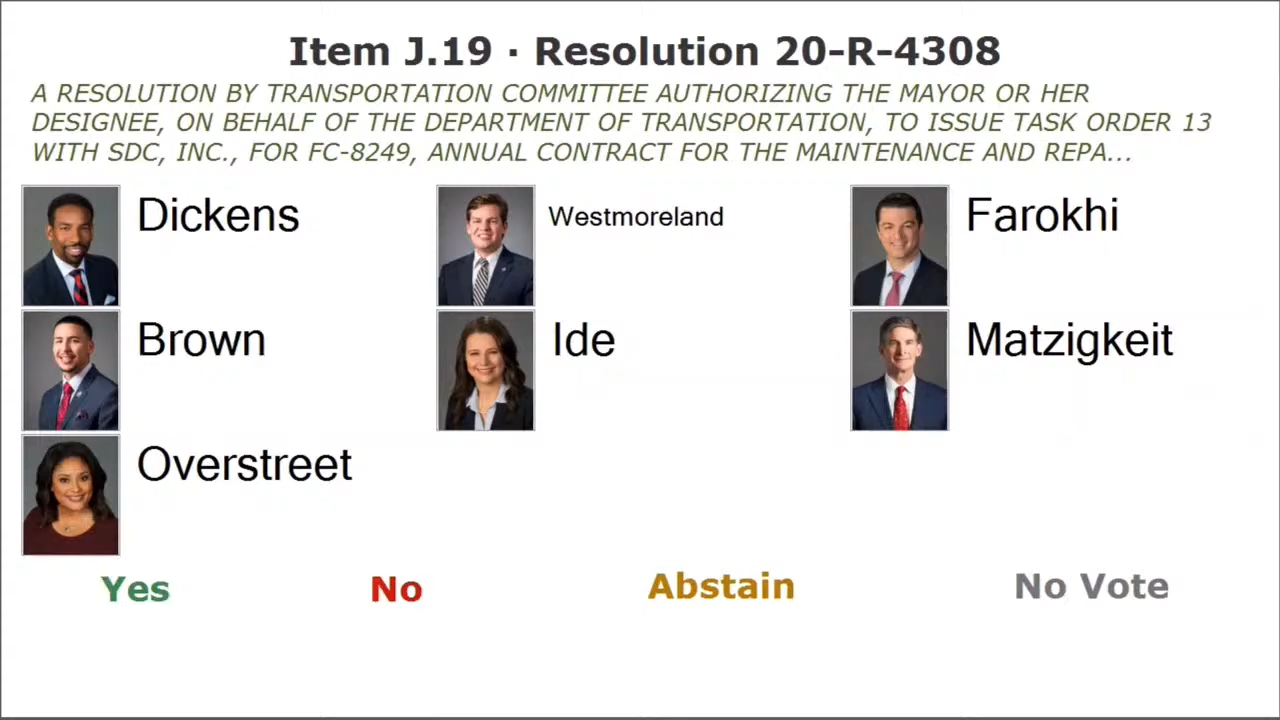 Item J.19 · Resolution 20-R-4308
A RESOLUTION BY TRANSPORTATION COMMITTEE AUTHORIZING THE MAYOR OR HER
DESIGNEE, ON BEHALF OF THE DEPARTMENT OF TRANSPORTATION, TO ISSUE TASK ORDER 13
WITH SDC, INC., FOR FC-8249, ANNUAL CONTRACT FOR THE MAINTENANCE AND REPA...
Dickens
Westmoreland
Farokhi
Brown
Ide
Matzigkeit
Overstreet
Yes
No
Abstain
No Vote